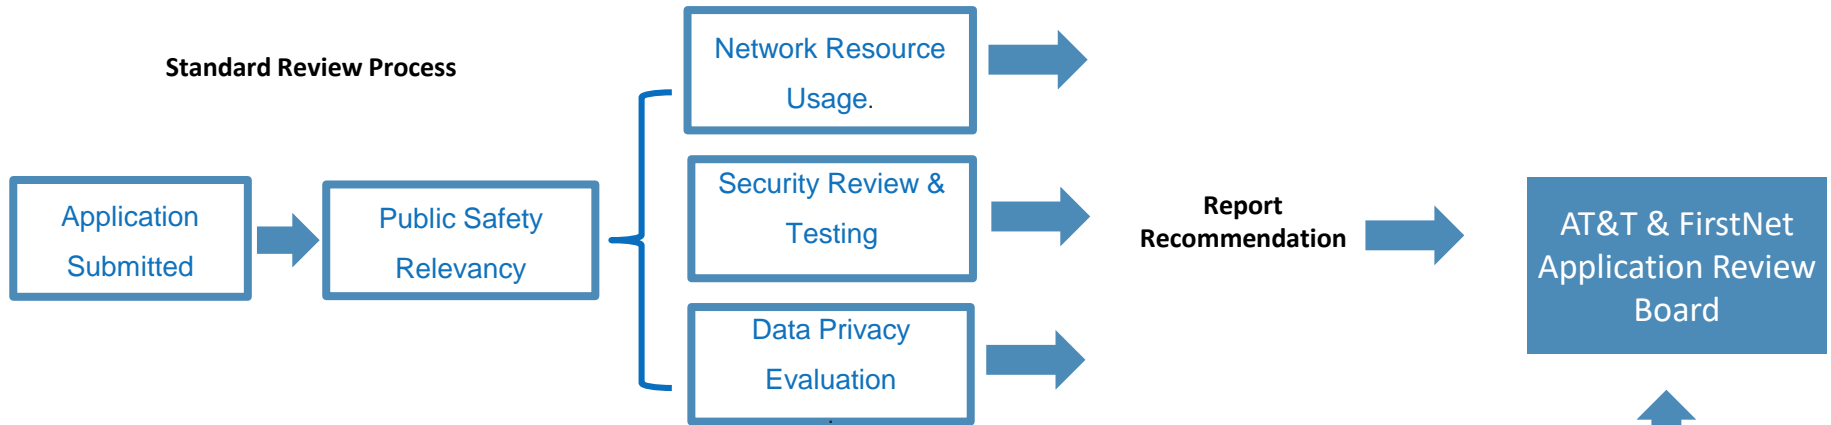 Standard Review Process
Application
Submitted
Public Safety
Relevancy
Network Resource
Usage.
Security Review &
Testing
Data Privacy
Evaluation
.
Report
Recommendation
AT&T & FirstNet
Application Review
Board